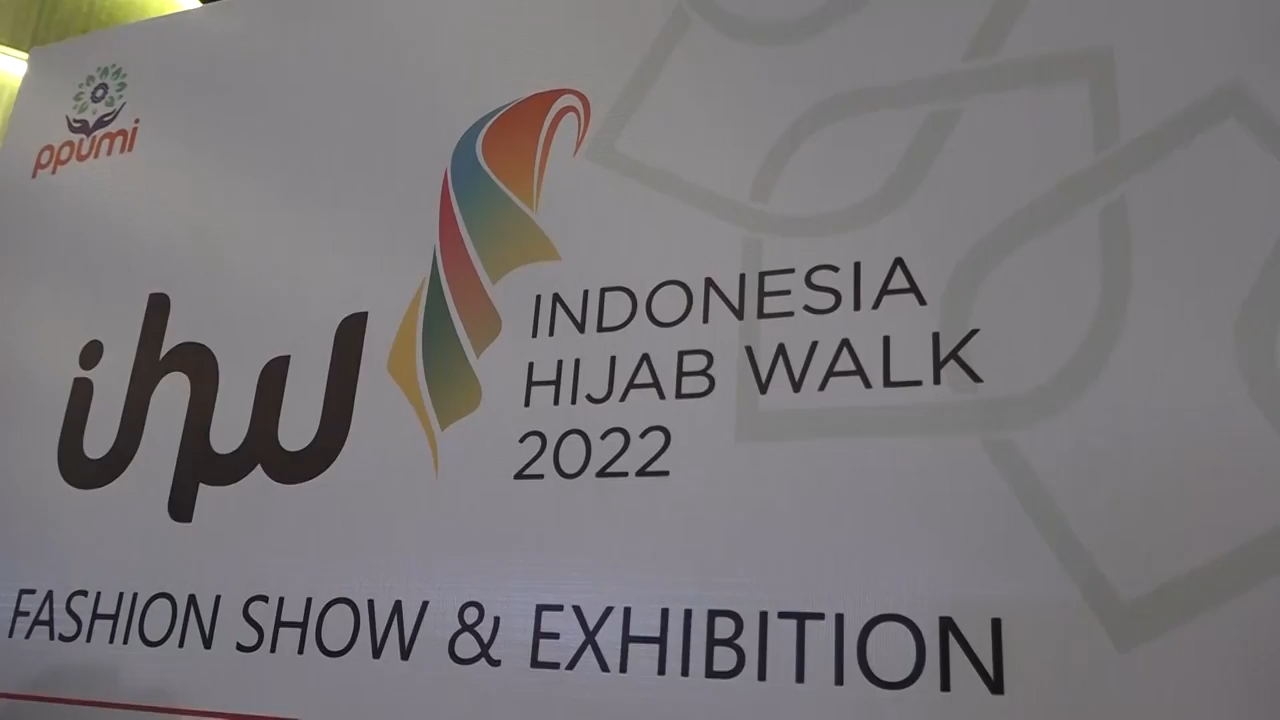 ppumi
ihw
INDONESIA
HIJAB WALK
2022
FASHION SHOW & EXHIBITION